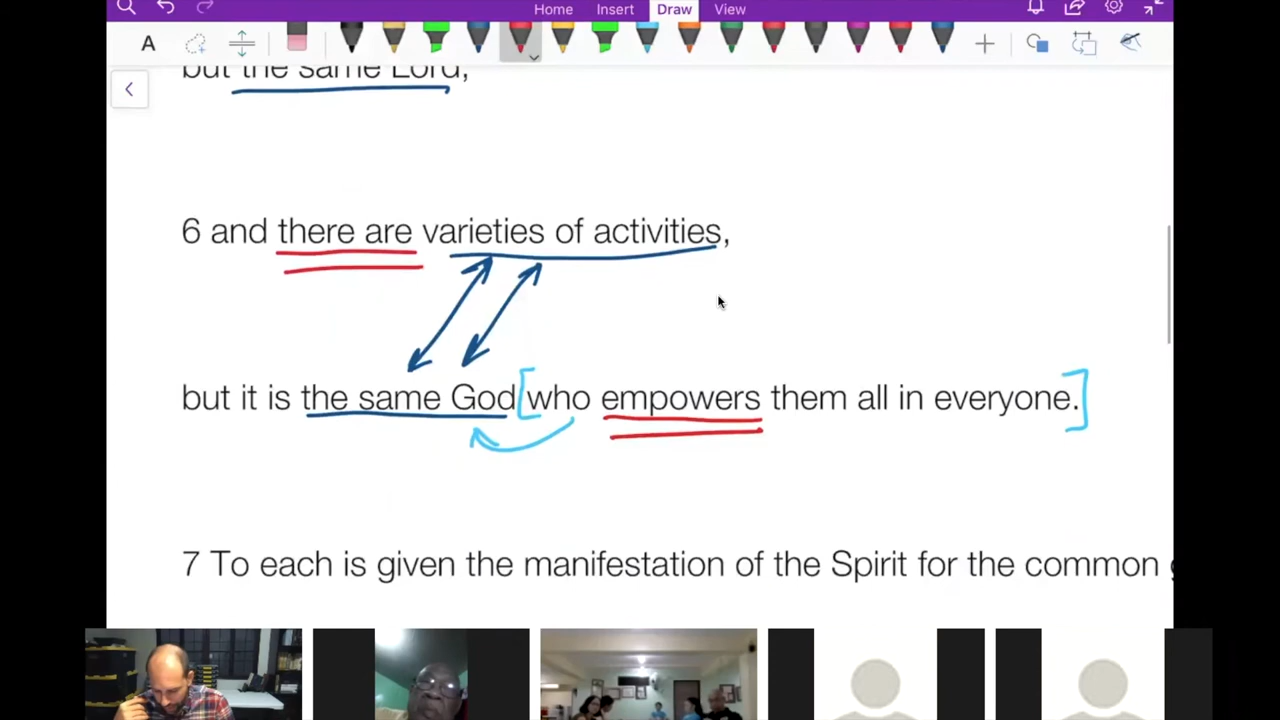 Home Insert Draw View
A
but the same Lord,
6 and there are varieties of activities,
but it is the same God who empowers them all in everyone.
7 To each is given the manifestation of the Spirit for the common